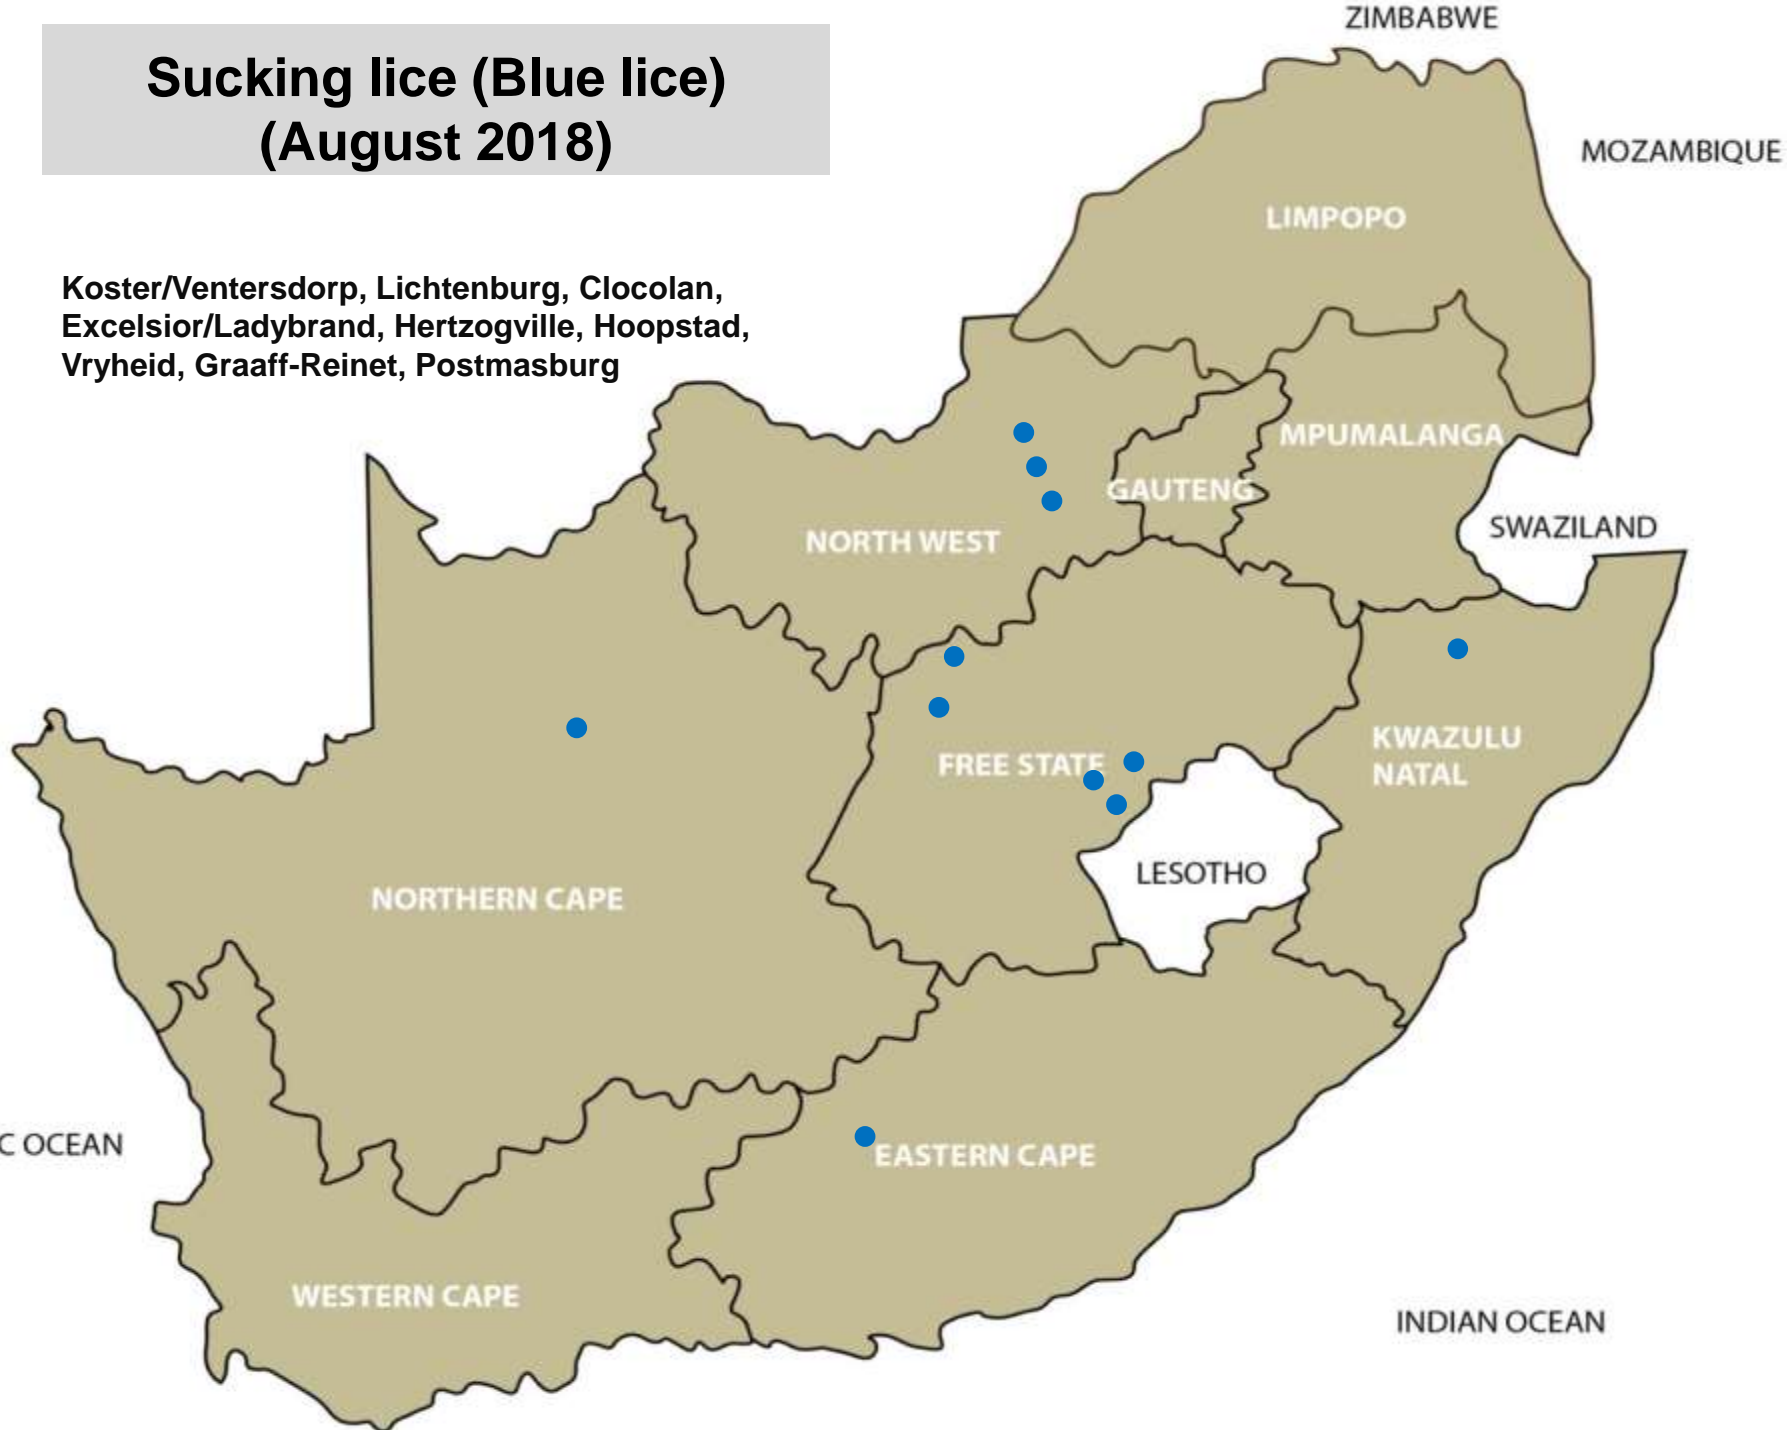 ZIMBABWE
Sucking lice (Blue lice)
(August 2018)
MOZAMBIQUE
LIMPOPO
Koster/Ventersdorp, Lichtenburg, Clocolan,
Excelsior/Ladybrand, Hertzogville, Hoopstad,
Vryheid, Graaff-Reinet, Postmasburg
MPUMALANGA
GAUTENG
SWAZILAND
NORTH WEST
KWAZULU
NATAL
FREE STATE
LESOTHO
NORTHERN CAPE
C OCEAN
EASTERN CAPE
WESTERN CAPE
INDIAN OCEAN